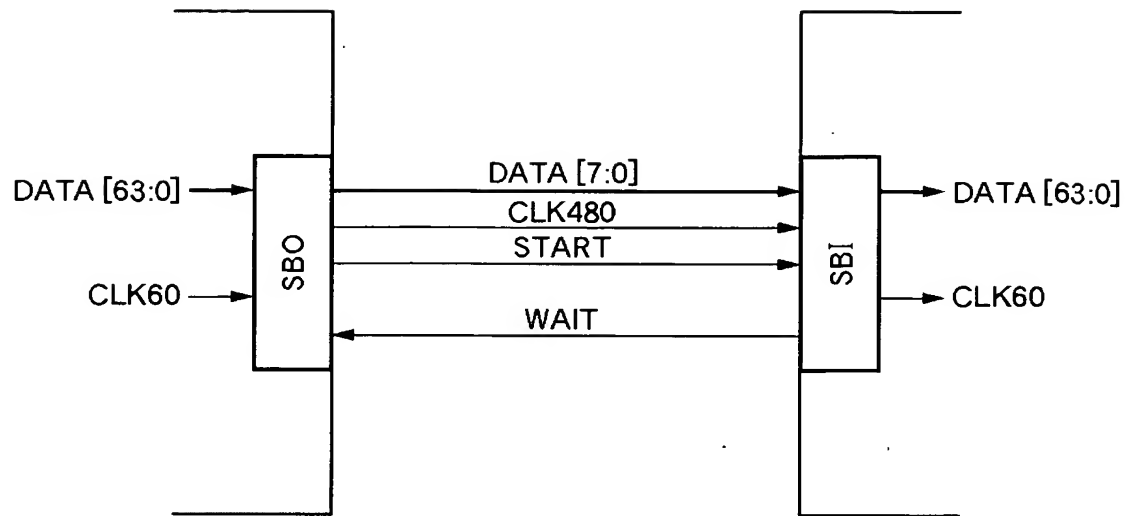 DATA [63:0]
CLK60
SBO
DATA [7:0]
CLK480
START
WAIT
SBI
DATA [63:0]
CLK60